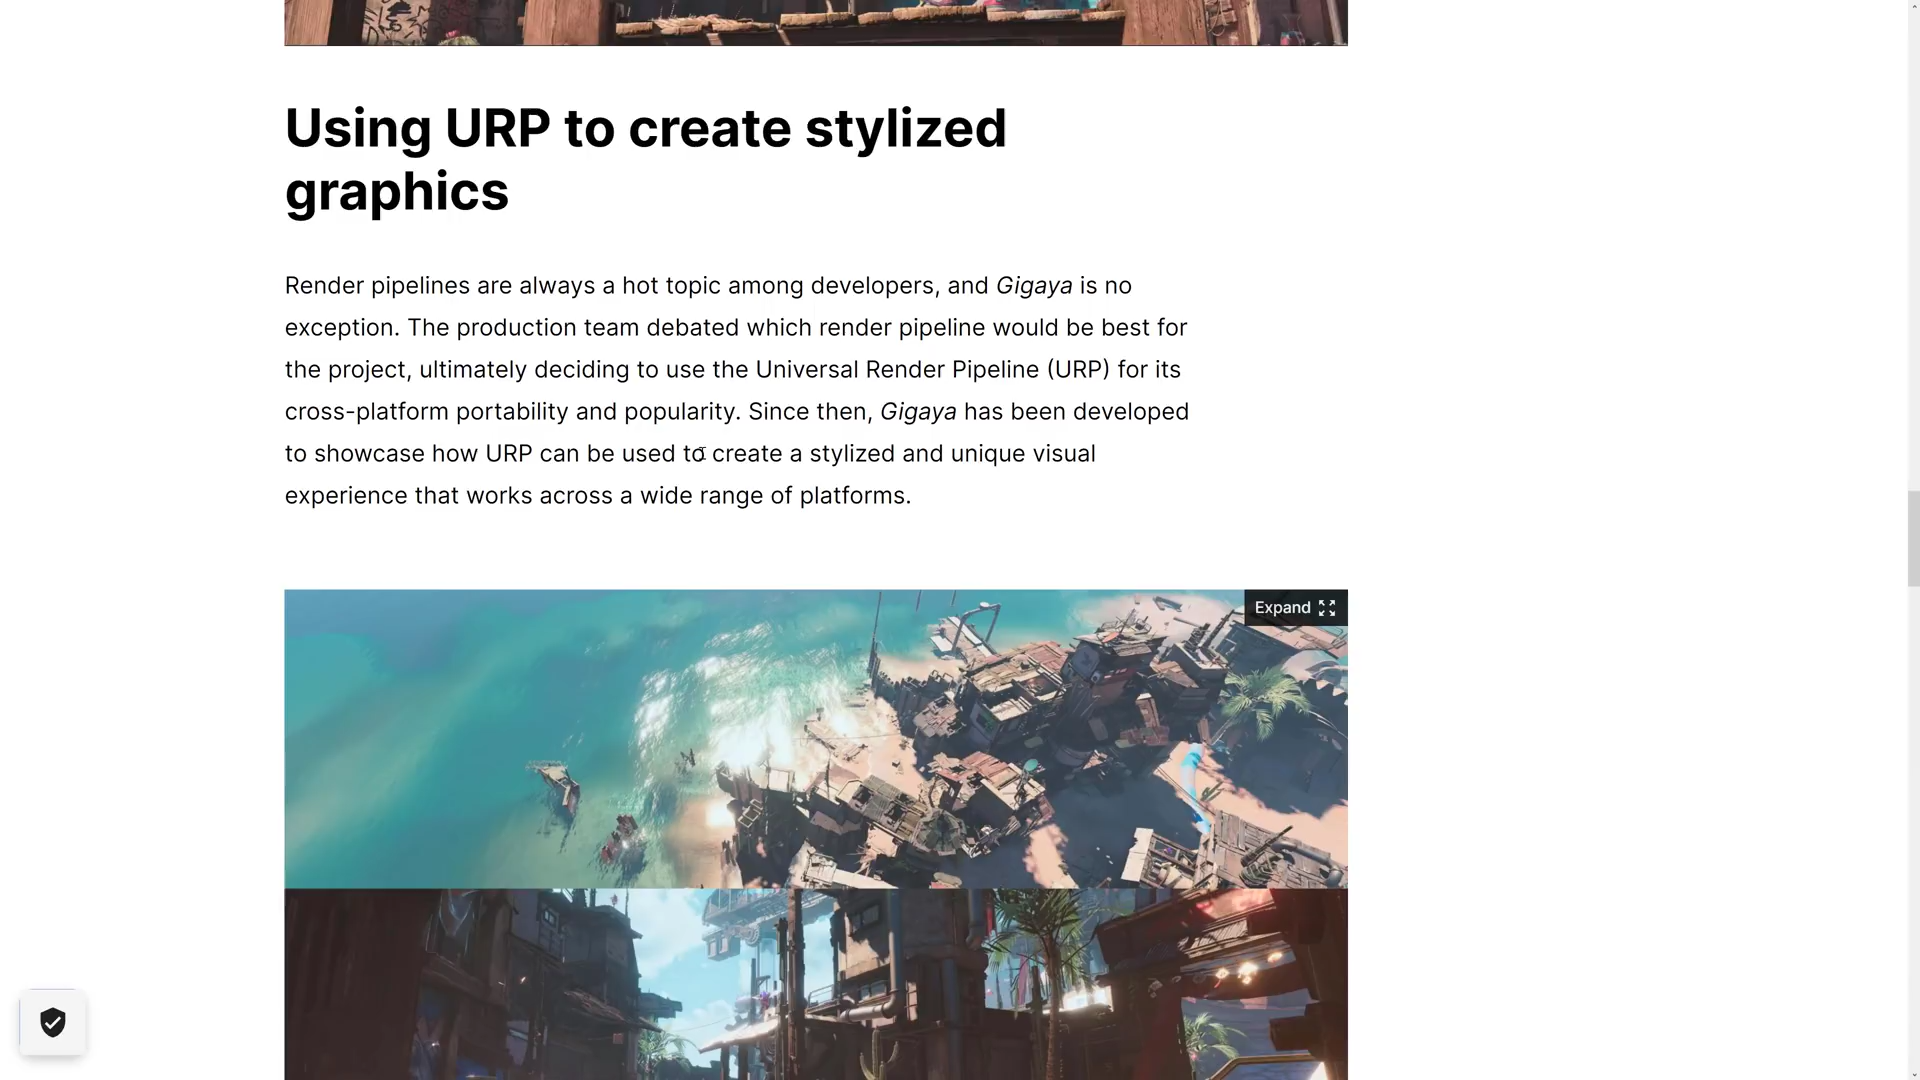 Using URP to create stylized
graphics
Render pipelines are always a hot topic among developers, and Gigaya is no
exception. The production team debated which render pipeline would be best for
the project, ultimately deciding to use the Universal Render Pipeline (URP) for its
cross-platform portability and popularity. Since then, Gigaya has been developed
to showcase how URP can be used to create a stylized and unique visual
experience that works across a wide range of platforms.
Expand